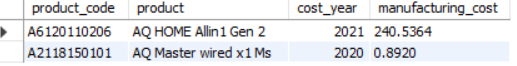 product_code product cost_year manufacturing_cost
A6120110206 AQ HOME Allin1 Gen 2 2021 240.5364
A2118150101 AQ Master wired x1 Ms 2020 0.8920